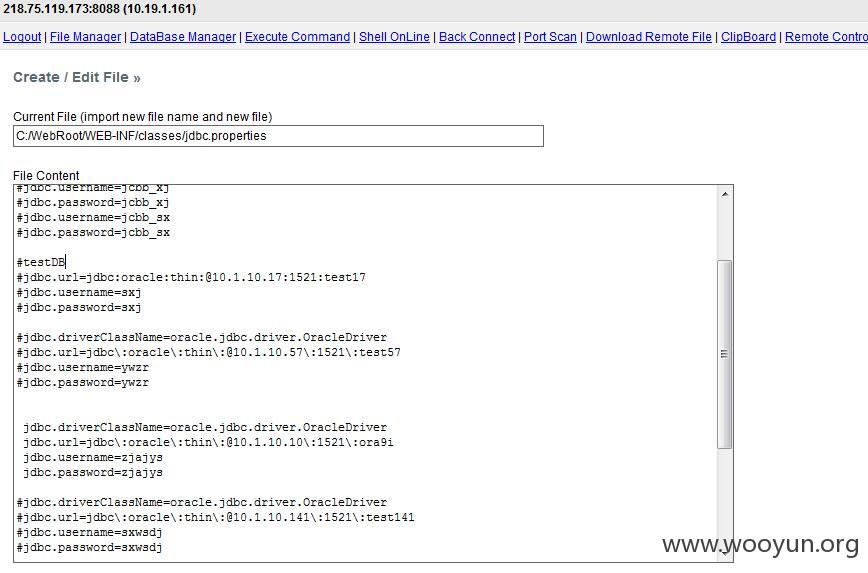 218.75.119.173:8088 (10.19.1.161)
Logout | File Manager | DataBase Manager | Execute Command | Shell OnLine | Back Connect | Port Scan | Download Remote File | ClipBoard | Remote Contro
Create / Edit File »
Current File (import new file name and new file)
C:/WebRoot/WEB-INF/classes/jdbc.properties
File Content
#jdbc.username=jcbb_xj
#jdbc.password=jcbb_xj
#jdbc.username=jcbb_sx
#jdbc.password=jcbb_sx
#testDB
#jdbc.url=jdbc:oracle:thin:@10.1.10.17:1521:test17
#jdbc.username=sxj
#jdbc.password=sxj
#jdbc.driverClassName=oracle.jdbc.driver.OracleDriver
#jdbc.url=jdbc\:oracle\:thin\:@10.1.10.57\:1521\:test57
#jdbc.username=ywzr
#jdbc.password=ywzr
jdbc.driverClassName=oracle.jdbc.driver.OracleDriver
jdbc.url=jdbc\:oracle\:thin\:@10.1.10.10\:1521\:ora9i
jdbc.username=zjajys
jdbc.password=zjajys
#jdbc.driverClassName=oracle.jdbc.driver.OracleDriver
#jdbc.url=jdbc\:oracle\:thin\:@10.1.10.141\:1521\:test141
#jdbc.username=sxwsdj
#jdbc.password=sxwsdj
www.wooyun.org